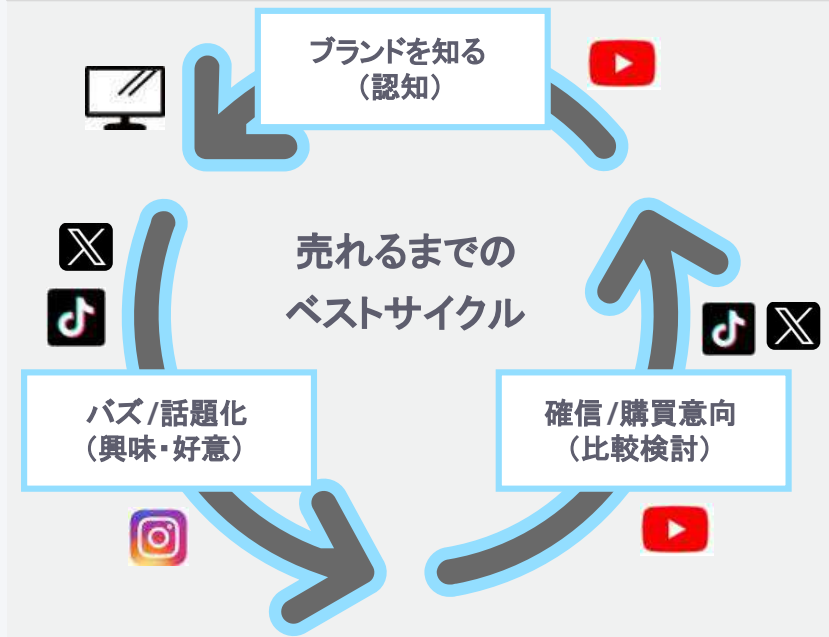 ブランドを知る
（認知）
売れるまでの
ベストサイクル
バズ/話題化
（興味・好意）
確信/購買意向
（比較検討）